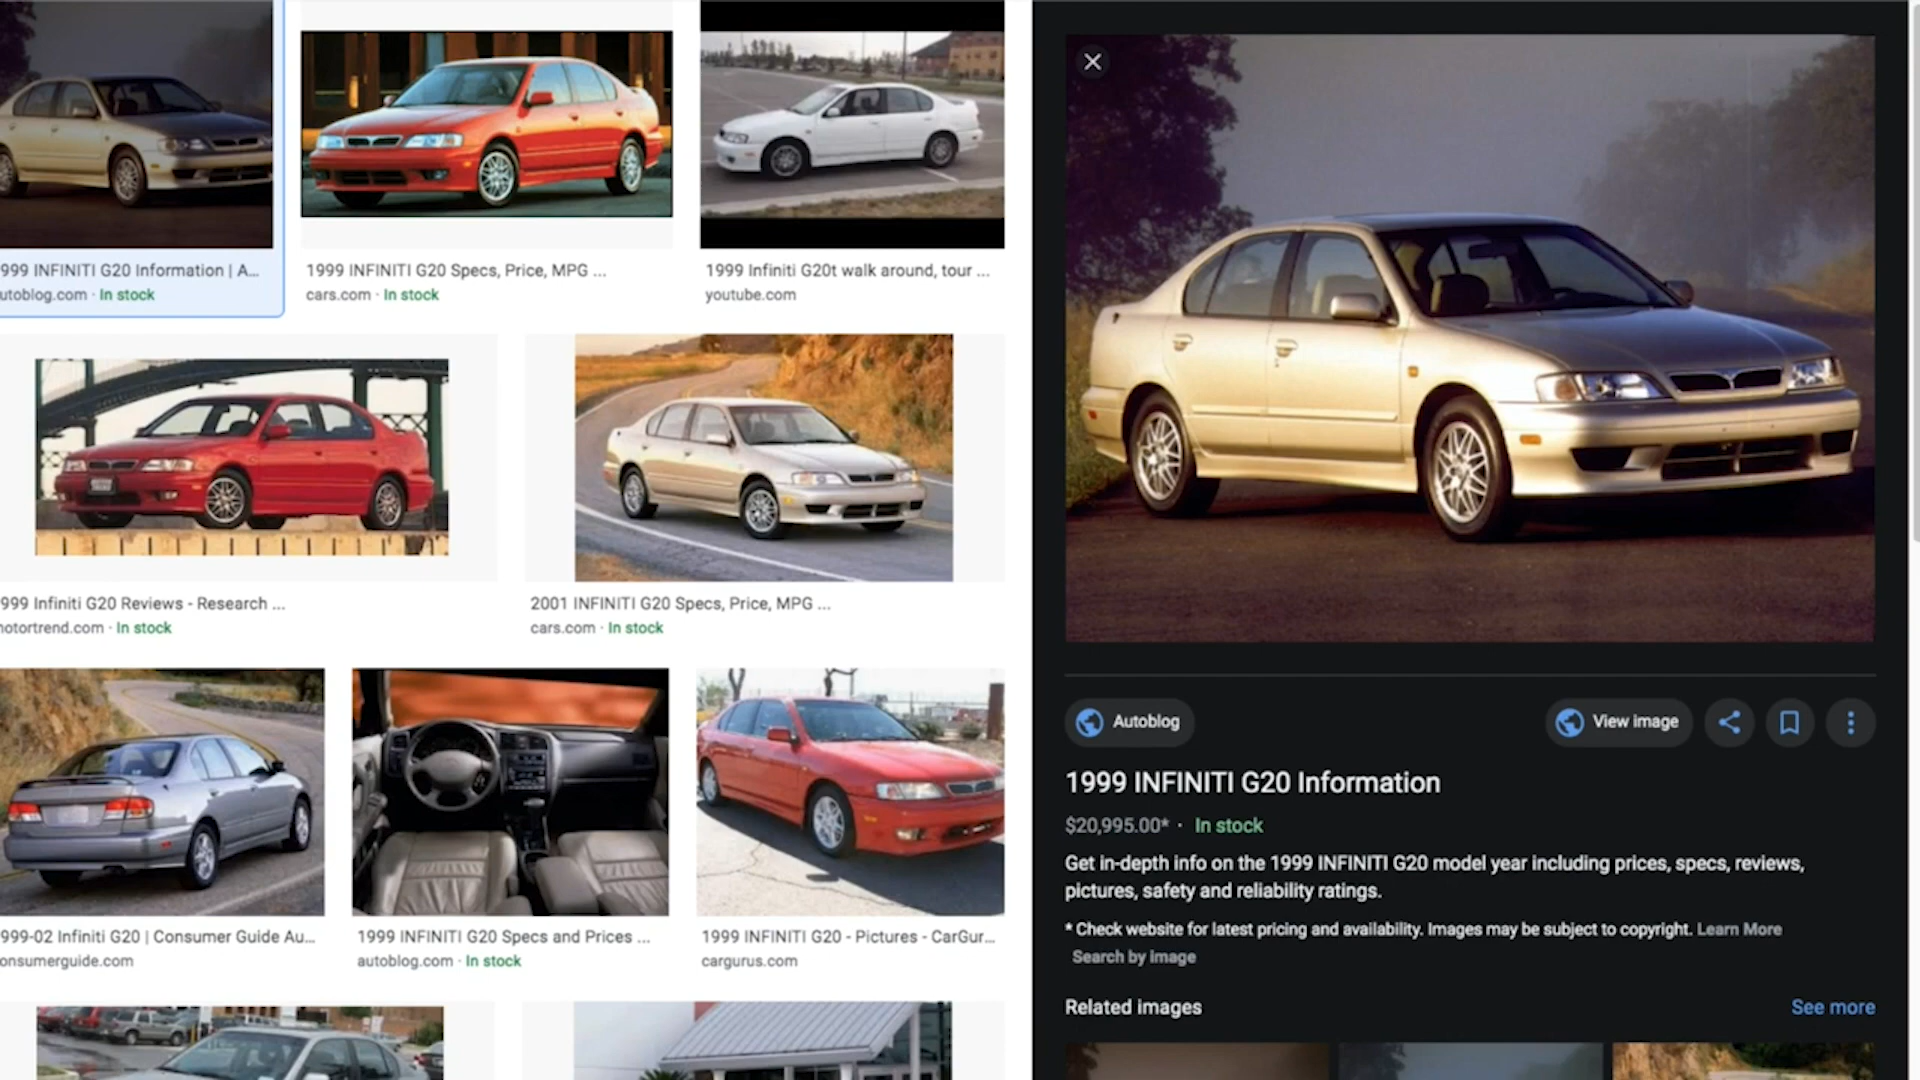 999 INFINITI G20 Information | A...
utoblog.com · In stock
1999 INFINITI G20 Specs, Price, MPG ...
cars.com · In stock
1999 Infiniti G20t walk around, tour ...
youtube.com
999 Infiniti G20 Reviews - Research ...
otortrend.com · In stock
2001 INFINITI G20 Specs, Price, MPG ...
cars.com · In stock
999-02 Infiniti G20 | Consumer Guide Au...
onsumerguide.com
1999 INFINITI G20 Specs and Prices ...
autoblog.com · In stock
1999 INFINITI G20 - Pictures - CarGur...
cargurus.com
Autoblog
View image
1999 INFINITI G20 Information
$20,995.00* · In stock
Get in-depth info on the 1999 INFINITI G20 model year including prices, specs, reviews,
pictures, safety and reliability ratings.
* Check website for latest pricing and availability. Images may be subject to copyright. Learn More
Search by image
Related images
See more